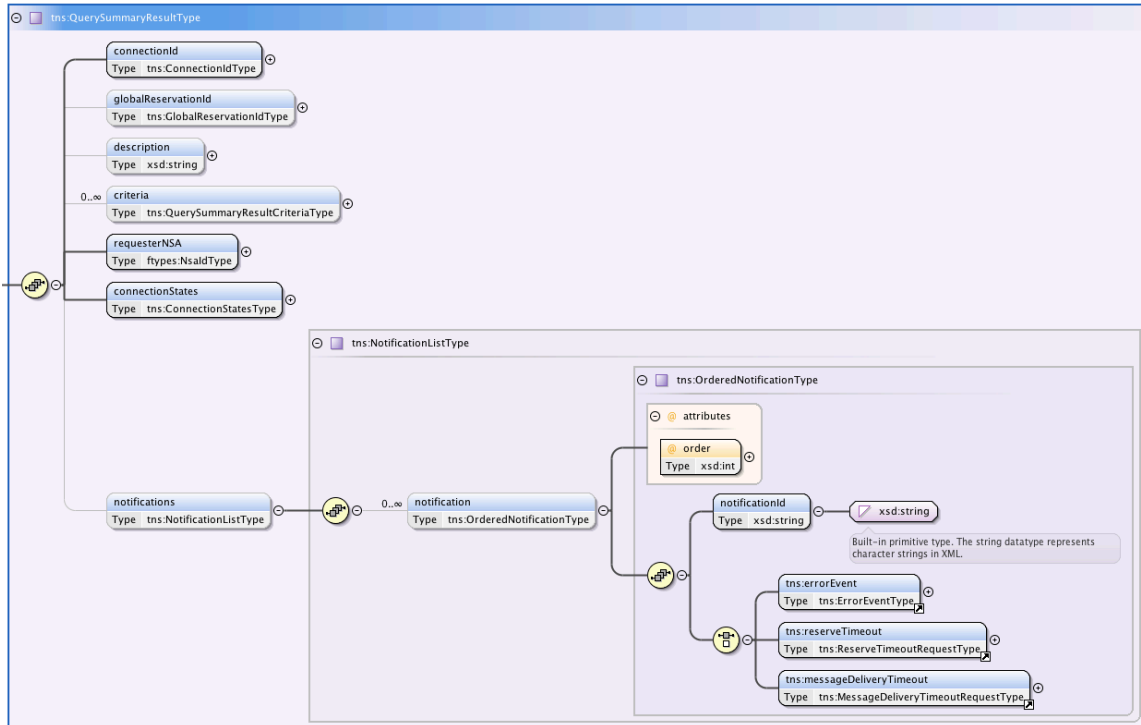 tns:QuerySummaryResultType
connectionId
Type tns:ConnectionIdType
globalReservationId
Type tns:GlobalReservationIdType
description
Type xsd:string
0..∞
criteria
Type tns:QuerySummaryResultCriteriaType
requesterNSA
Type ftypes:NsaIdType
connectionStates
Type tns:ConnectionStatesType
tns:NotificationListType
tns:OrderedNotificationType
@ attributes
@ order
Type xsd:int
notifications
Type tns:NotificationListType
0..∞
notification
Type tns:OrderedNotificationType
notificationId
Type xsd:string
xsd:string
Built-in primitive type. The string datatype represents
character strings in XML.
tns:errorEvent
Type tns:ErrorEventType
tns:reserveTimeout
Type tns:ReserveTimeoutRequestType
tns:messageDeliveryTimeout
Type tns:MessageDeliveryTimeoutRequestType